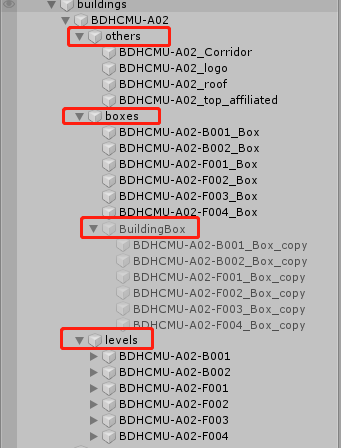 buildings
BDHCMU-A02
others
BDHCMU-A02_Corridor
BDHCMU-A02_logo
BDHCMU-A02_roof
BDHCMU-A02_top_affiliated
boxes
BDHCMU-A02-B001_Box
BDHCMU-A02-B002_Box
BDHCMU-A02-F001_Box
BDHCMU-A02-F002_Box
BDHCMU-A02-F003_Box
BDHCMU-A02-F004_Box
BuildingBox
BDHCMU-A02-B001_Box_copy
BDHCMU-A02-B002_Box_copy
BDHCMU-A02-F001_Box_copy
BDHCMU-A02-F002_Box_copy
BDHCMU-A02-F003_Box_copy
BDHCMU-A02-F004_Box_copy
levels
BDHCMU-A02-B001
BDHCMU-A02-B002
BDHCMU-A02-F001
BDHCMU-A02-F002
BDHCMU-A02-F003
BDHCMU-A02-F004